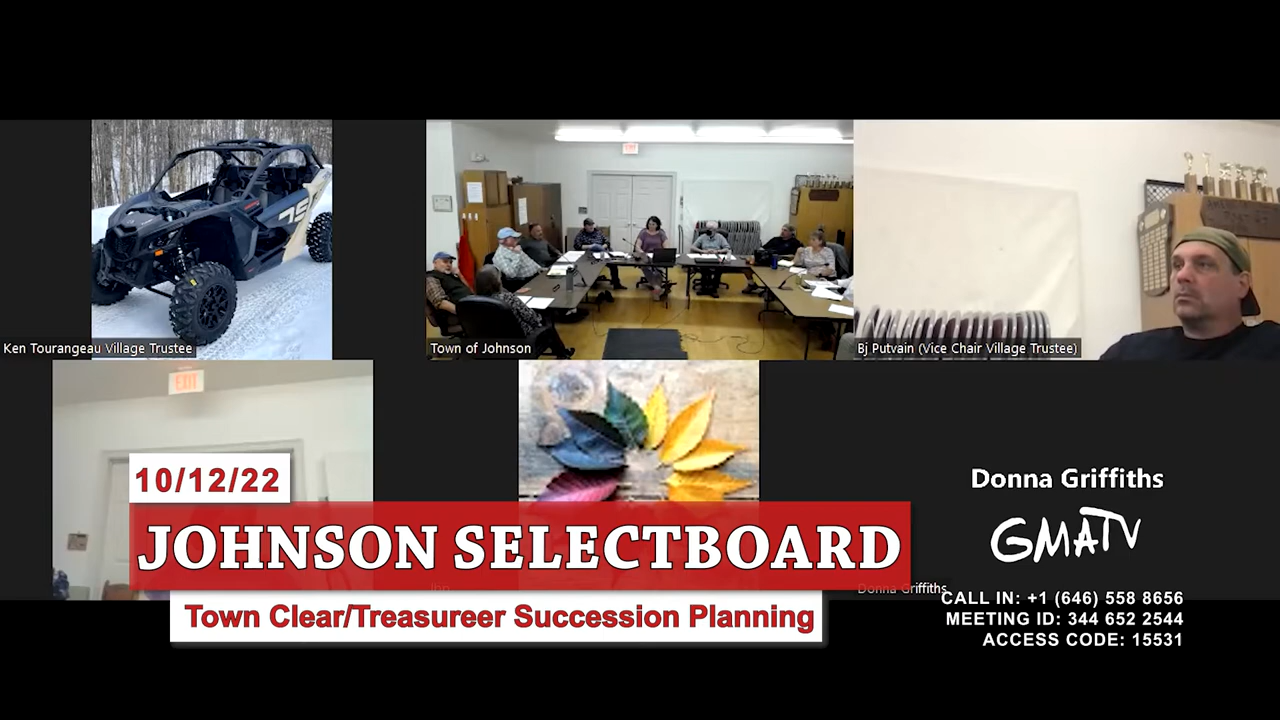 75
EXIT
Ken Tourangeau Village Trustee
Town of Johnson
Bj Putvain (Vice Chair Village Trustee)
EXIT
10/12/22
JOHNSON SELECTBOARD
Town Clear/Treasureer Succession Planning
Donna Griffiths
GMATV
Donna Griffiths
CALL IN: +1 (646) 558 8656
MEETING ID: 344 652 2544
ACCESS CODE: 15531